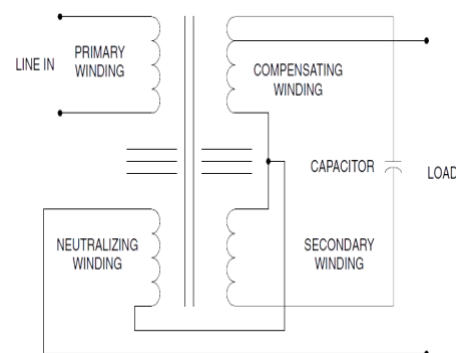 LINE IN
PRIMARY
WINDING
COMPENSATING
WINDING
CAPACITOR
LOAD
NEUTRALIZING
WINDING
SECONDARY
WINDING